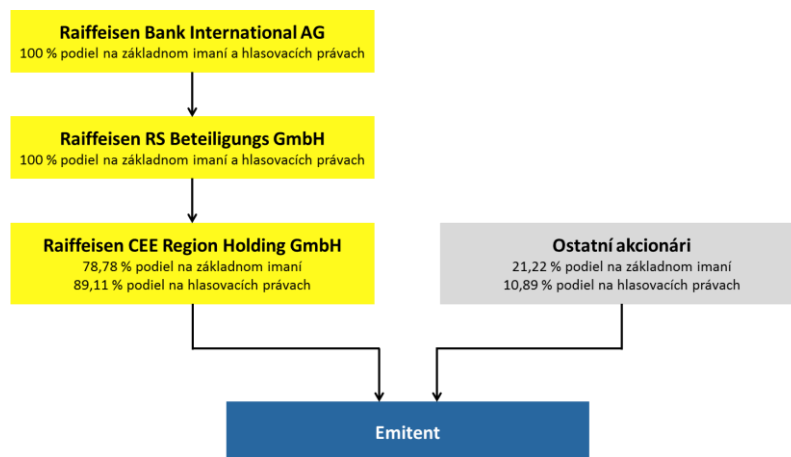 Raiffeisen Bank International AG
100 % podiel na základnom imaní a hlasovacích právach
Raiffeisen RS Beteiligungs GmbH
100 % podiel na základnom imaní a hlasovacích právach
Raiffeisen CEE Region Holding GmbH
78,78 % podiel na základnom imaní
89,11 % podiel na hlasovacích právach
Ostatní akcionári
21,22 % podiel na základnom imaní
10,89 % podiel na hlasovacích právach
Emitent